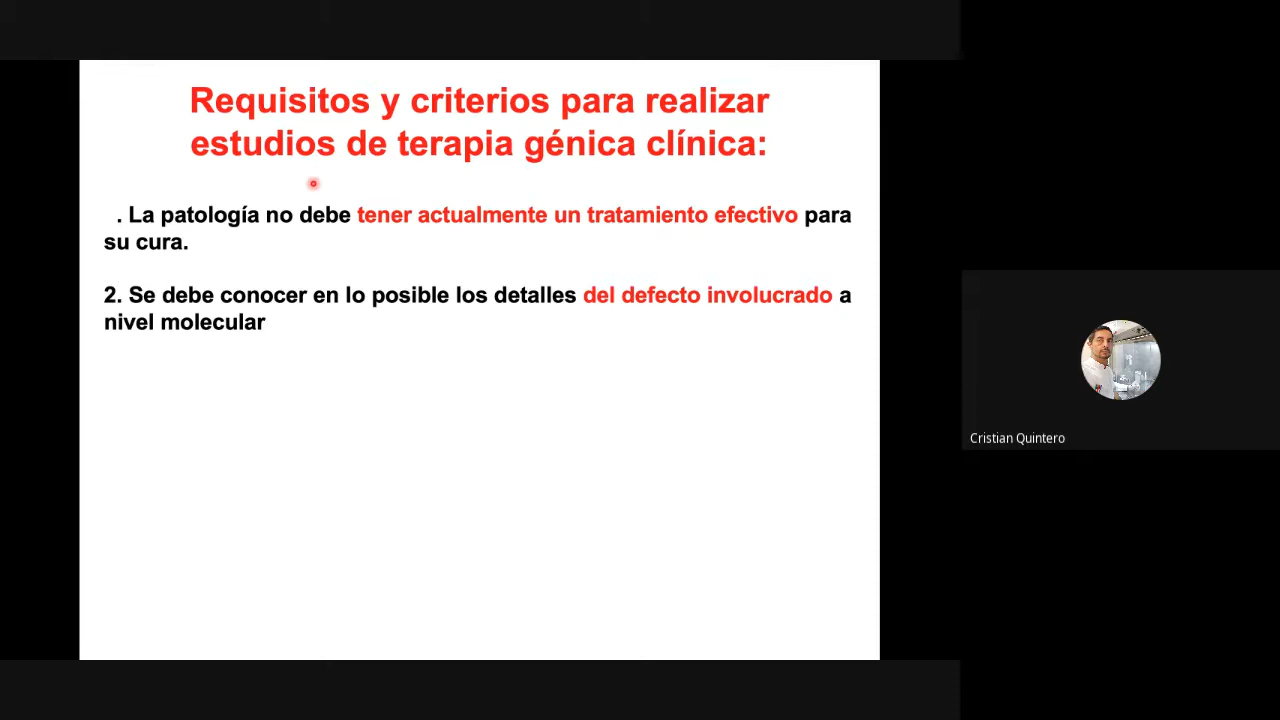 Requisitos y criterios para realizar
estudios de terapia génica clínica:
. La patología no debe tener actualmente un tratamiento efectivo para
su cura.
2. Se debe conocer en lo posible los detalles del defecto involucrado a
nivel molecular
Cristian Quintero